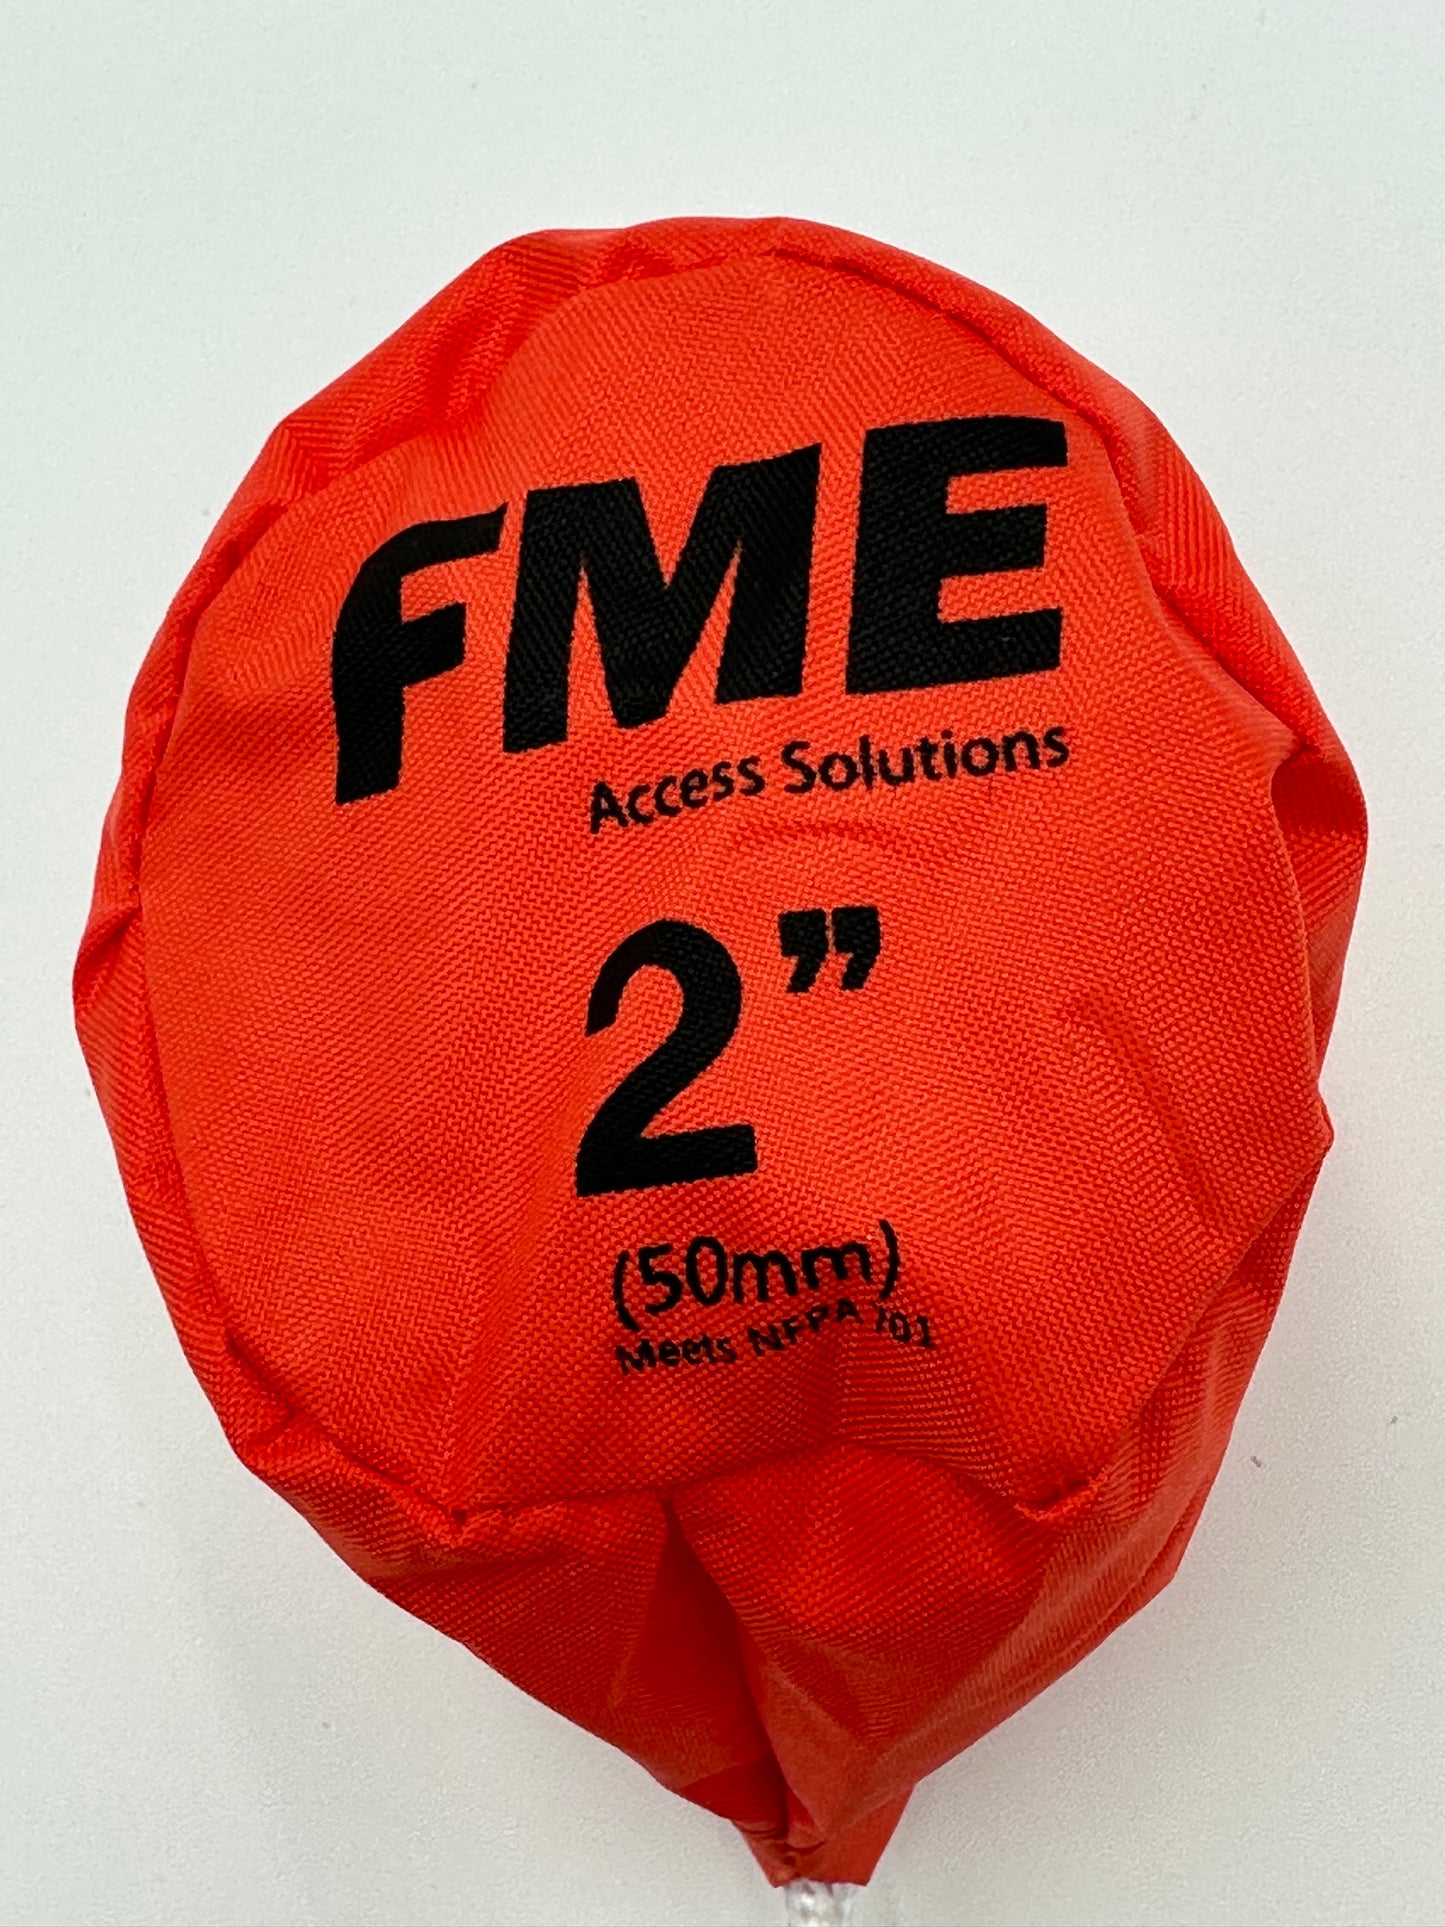 FME
Access Solutions
2”
(50mm)
Meets NFPA 701